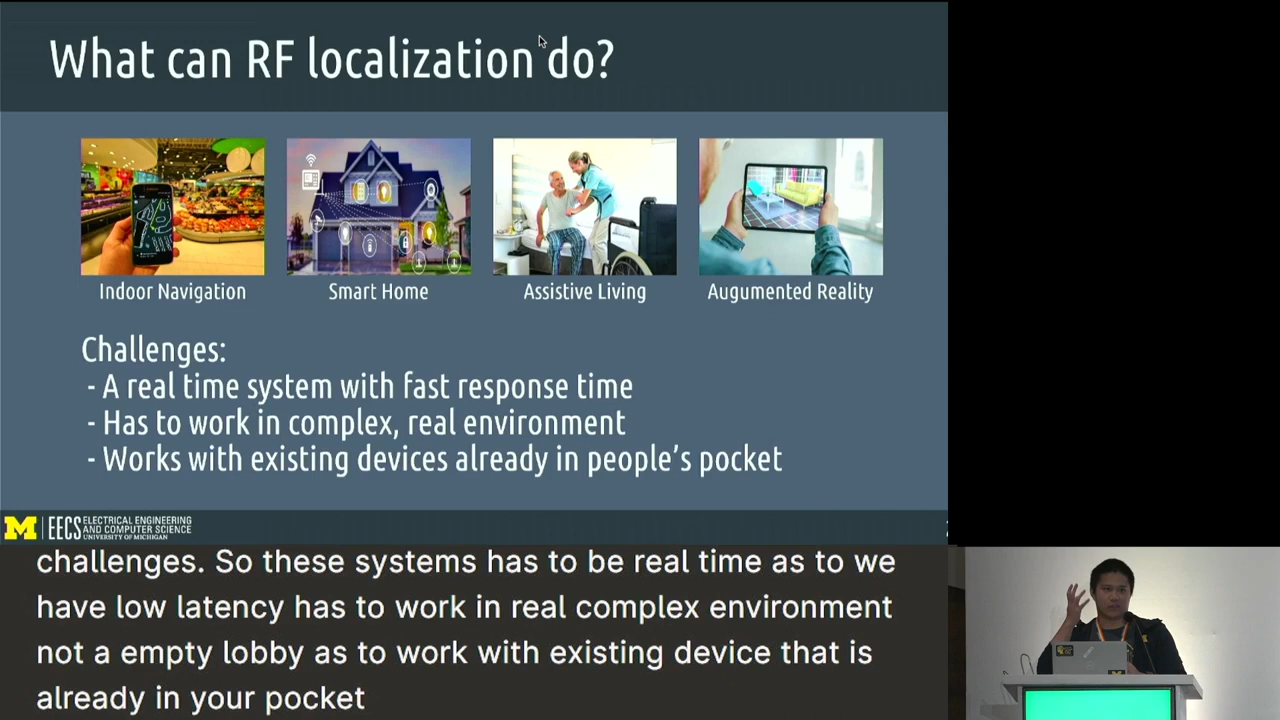 What can RF localization do?
Indoor Navigation
Smart Home
Assistive Living
Augumented Reality
Challenges:
- A real time system with fast response time
- Has to work in complex, real environment
- Works with existing devices already in people's pocket
M EECS ELECTRICAL ENGINEERING
AND COMPUTER SCIENCE
UNIVERSITY OF MICHIGAN
challenges. So these systems has to be real time as to we
have low latency has to work in real complex environment
not a empty lobby as to work with existing device that is
already in your pocket